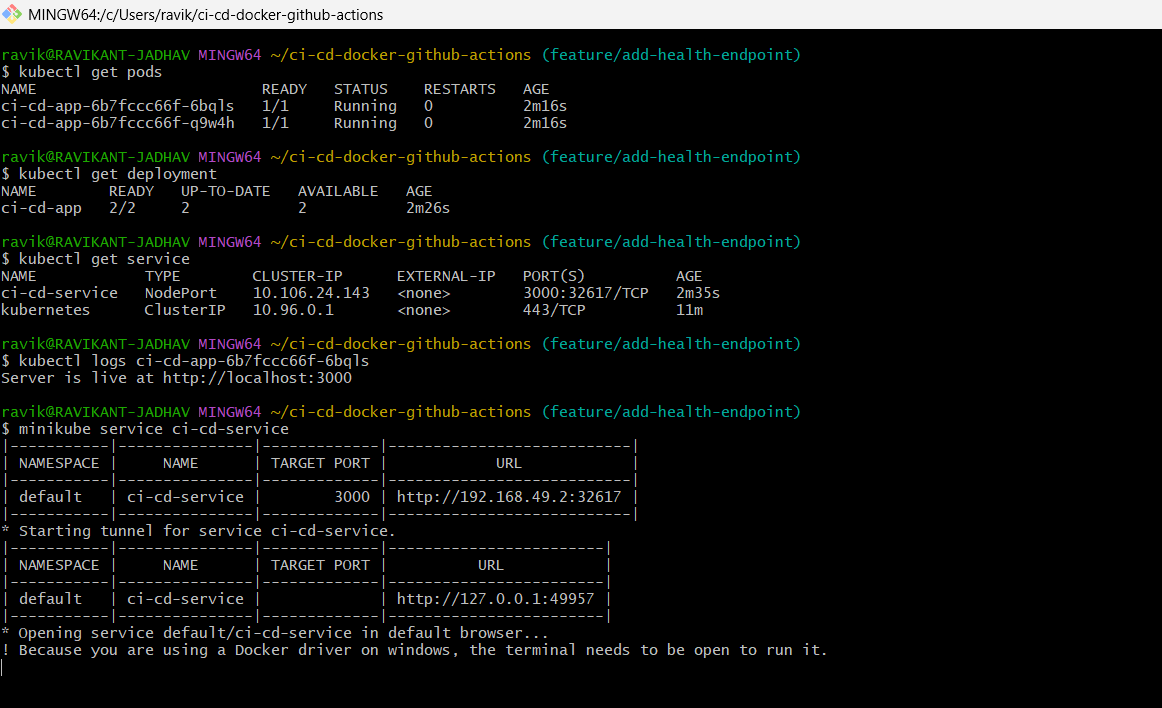 MINGW64:/c/Users/ravik/ci-cd-docker-github-actions
ravik@RAVIKANT-JADHAV MINGW64 ~/ci-cd-docker-github-actions (feature/add-health-endpoint)
$ kubectl get pods
NAME                          READY   STATUS    RESTARTS   AGE
ci-cd-app-6b7fccc66f-6bqls   1/1     Running   0          2m16s
ci-cd-app-6b7fccc66f-q9w4h   1/1     Running   0          2m16s
ravik@RAVIKANT-JADHAV MINGW64 ~/ci-cd-docker-github-actions (feature/add-health-endpoint)
$ kubectl get deployment
NAME        READY   UP-TO-DATE   AVAILABLE   AGE
ci-cd-app   2/2     2            2           2m26s
ravik@RAVIKANT-JADHAV MINGW64 ~/ci-cd-docker-github-actions (feature/add-health-endpoint)
$ kubectl get service
NAME            TYPE        CLUSTER-IP      EXTERNAL-IP   PORT(S)          AGE
ci-cd-service   NodePort    10.106.24.143   <none>        3000:32617/TCP   2m35s
kubernetes      ClusterIP   10.96.0.1       <none>        443/TCP          11m
ravik@RAVIKANT-JADHAV MINGW64 ~/ci-cd-docker-github-actions (feature/add-health-endpoint)
$ kubectl logs ci-cd-app-6b7fccc66f-6bqls
Server is live at http://localhost:3000
ravik@RAVIKANT-JADHAV MINGW64 ~/ci-cd-docker-github-actions (feature/add-health-endpoint)
$ minikube service ci-cd-service
|-----------|---------------|-------------|---------------------------|
| NAMESPACE |     NAME      | TARGET PORT |            URL            |
|-----------|---------------|-------------|---------------------------|
| default   | ci-cd-service |        3000 | http://192.168.49.2:32617 |
|-----------|---------------|-------------|---------------------------|
* Starting tunnel for service ci-cd-service.
|-----------|---------------|-------------|------------------------|
| NAMESPACE |     NAME      | TARGET PORT |          URL           |
|-----------|---------------|-------------|------------------------|
| default   | ci-cd-service |             | http://127.0.0.1:49957 |
|-----------|---------------|-------------|------------------------|
* Opening service default/ci-cd-service in default browser...
! Because you are using a Docker driver on windows, the terminal needs to be open to run it.